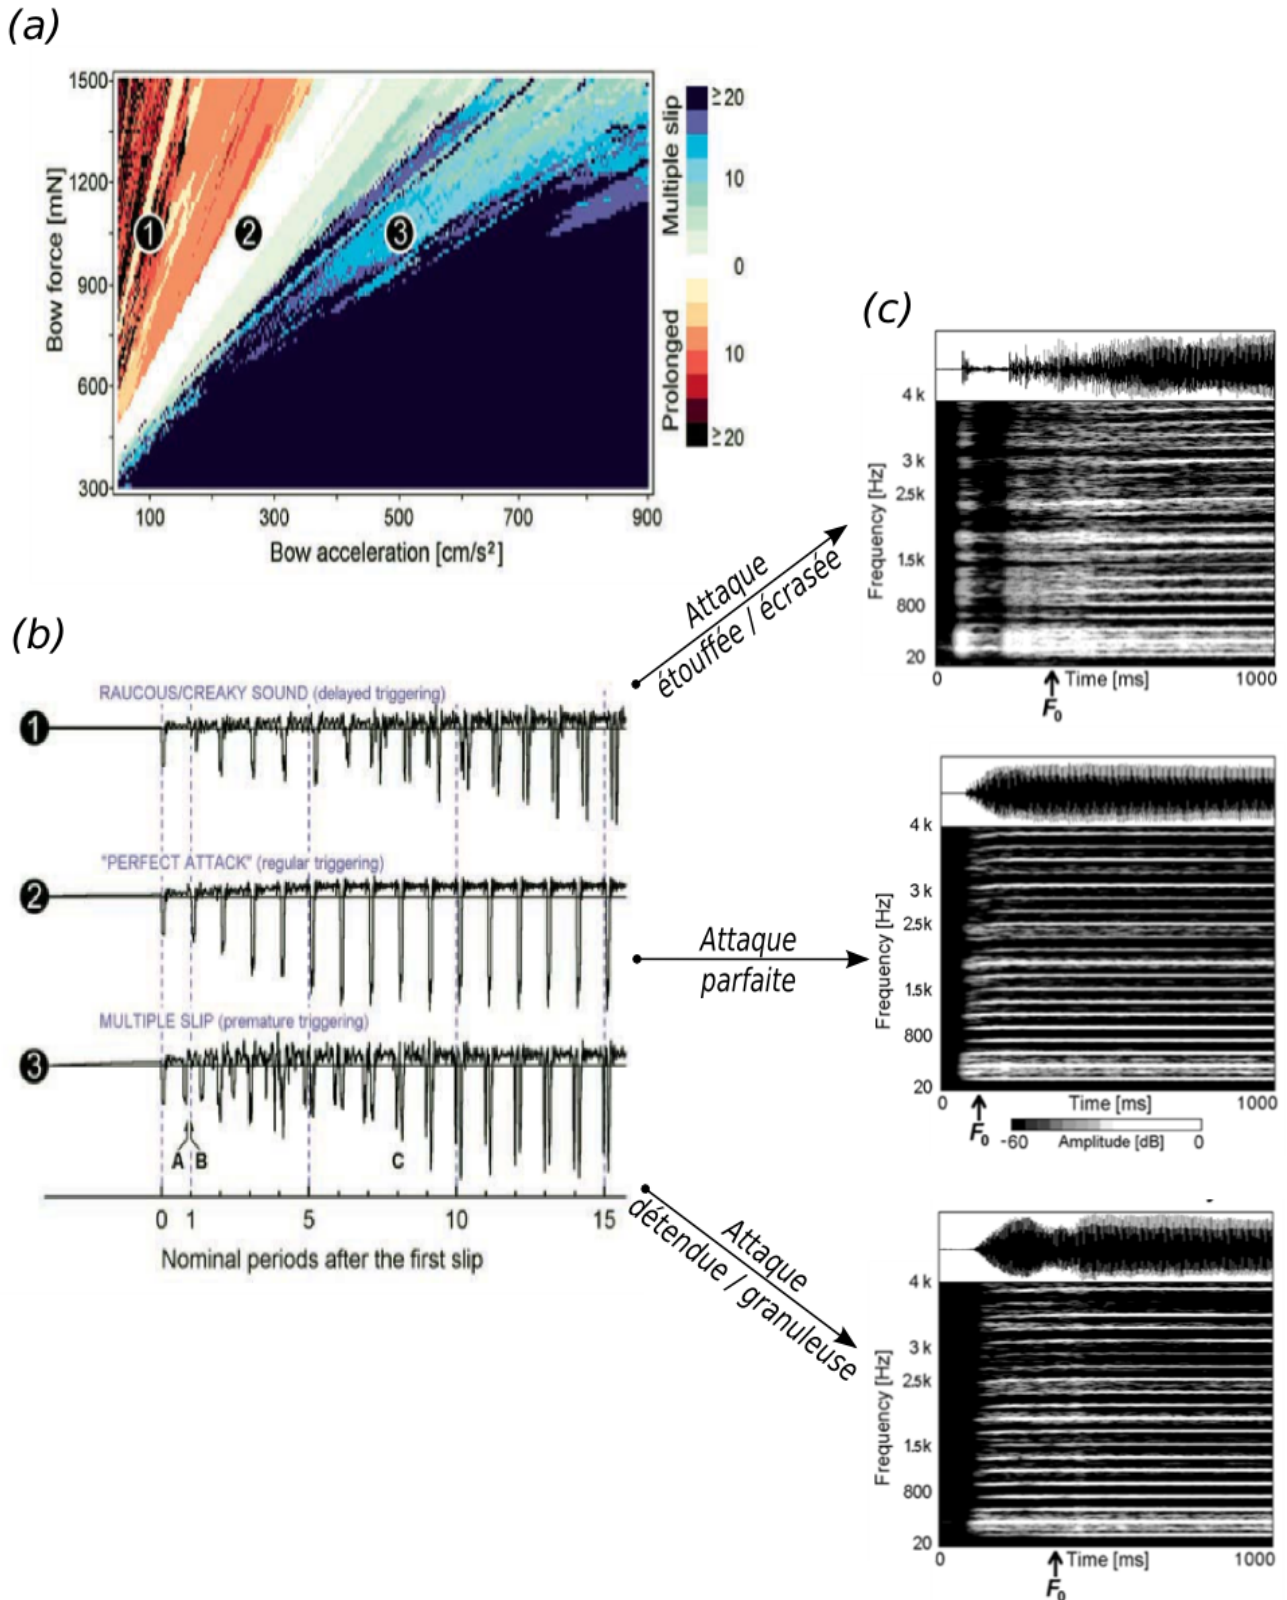 (a)
1500
1200
900
600
300
Bow force [mN]
1
2
3
100
300
500
700
900
Bow acceleration [cm/s²]
Multiple slip
Prolonged
≥20
10
0
10
≥20
(b)
1
RAUCOUS/CREAKY SOUND (delayed triggering)
2
"PERFECT ATTACK" (regular triggering)
3
MULTIPLE SLIP (premature triggering)
A
B
C
0
1
5
10
15
Nominal periods after the first slip
Attaque
étouffée / écrasée
Attaque
parfaite
Attaque
détendue / granuleuse
(c)
4 k
3 k
2.5k
1.5k
800
20
Frequency [Hz]
0
Time [ms]
1000
F₀
4 k
3 k
2.5k
1.5k
800
20
Frequency [Hz]
0
Time [ms]
1000
F₀
-60
Amplitude [dB]
0
4 k
3 k
2.5k
1.5k
800
20
Frequency [Hz]
0
Time [ms]
1000
F₀